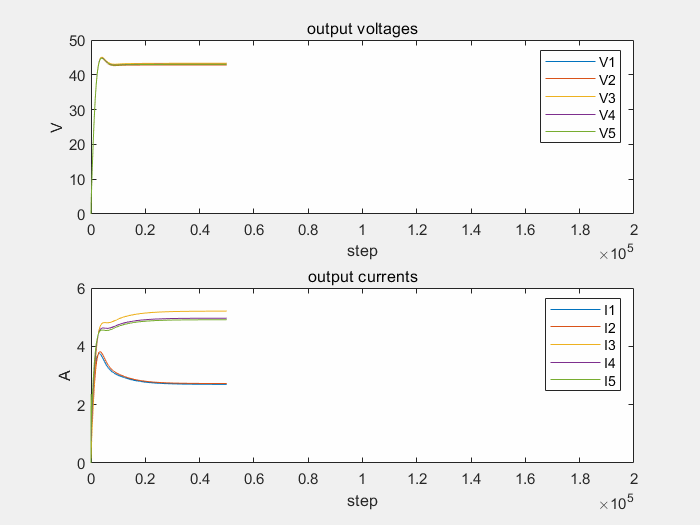 output voltages
50
40
30
20
10
0
V
V1
V2
V3
V4
V5
0 0.2 0.4 0.6 0.8 1 1.2 1.4 1.6 1.8 2
step
×10^5
output currents
6
4
2
0
A
I1
I2
I3
I4
I5
0 0.2 0.4 0.6 0.8 1 1.2 1.4 1.6 1.8 2
step
×10^5